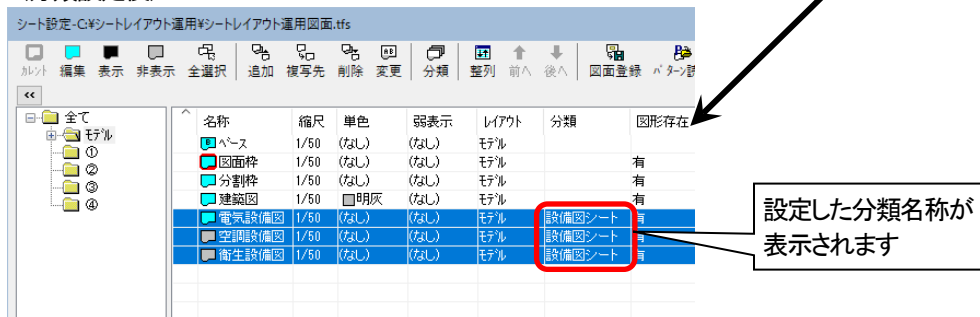 シート設定-C:¥シートレイアウト運用¥シートレイアウト運用図面.tfs
カレント 編集 表示 非表示 全選択 追加 複写先 削除 変更 分類 整列 前へ 後へ 図面登録
<<
全て
モデル
①
②
③
④
名称 縮尺 単色 弱表示 レイアウト 分類 図形存在
ベース 1/50 (なし) (なし) モデル
図面枠 1/50 (なし) (なし) モデル 有
分割枠 1/50 (なし) (なし) モデル 有
建築図 1/50 明灰 (なし) モデル 有
電気設備図 1/50 (なし) (なし) モデル 設備図シート 有
空調設備図 1/50 (なし) (なし) モデル 設備図シート 有
衛生設備図 1/50 (なし) (なし) モデル 設備図シート 有
設定した分類名称が
表示されます